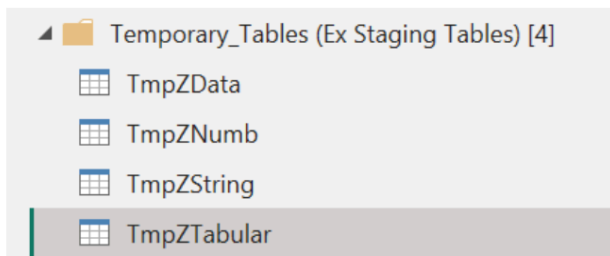 Temporary_Tables (Ex Staging Tables) [4]
TmpZData
TmpZNumb
TmpZString
TmpZTabular